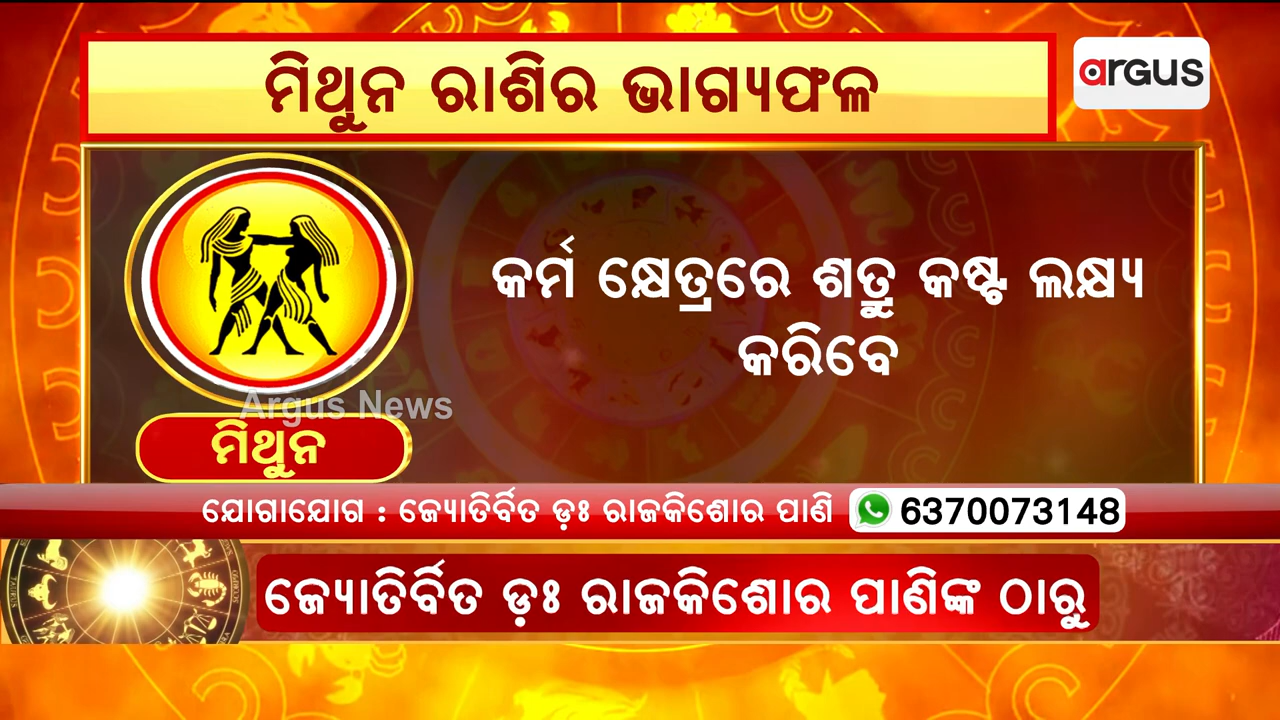 ମିଥୁନ ରାଶିର ଭାଗ୍ୟଫଳ
argus
କର୍ମ କ୍ଷେତ୍ରରେ ଶତ୍ରୁ କଷ୍ଟ ଲକ୍ଷ୍ୟ
କରିବେ
Argus News
ମିଥୁନ
ଯୋଗାଯୋଗ : ଜ୍ୟୋତିର୍ବିତ ଡ଼ଃ ରାଜକିଶୋର ପାଣି 6370073148
ଜ୍ୟୋତିର୍ବିତ ଡ଼ଃ ରାଜକିଶୋର ପାଣିଙ୍କ ଠାରୁ